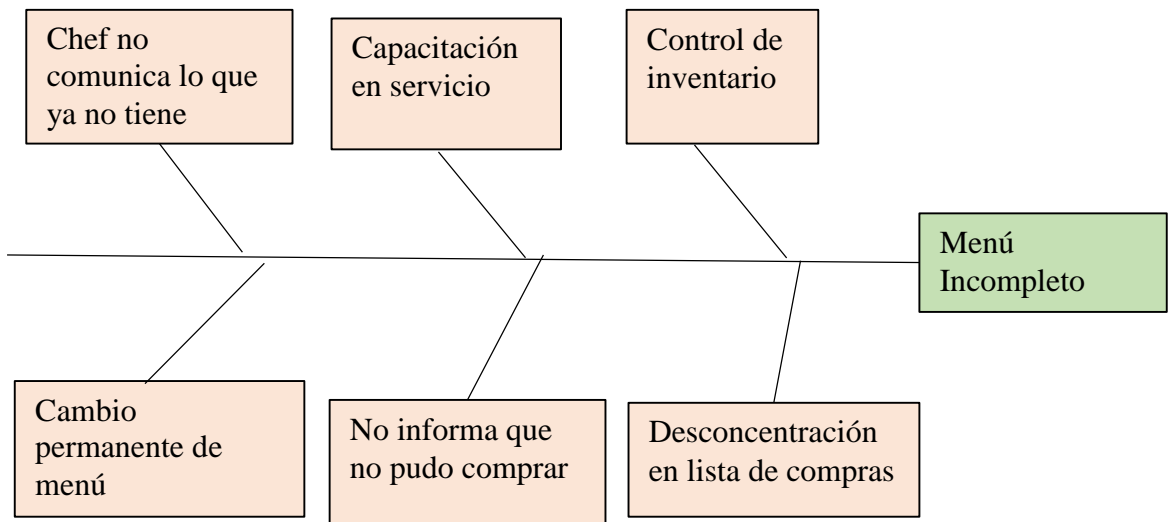 Chef no
comunica lo que
ya no tiene
Capacitación
en servicio
Control de
inventario
Menú
Incompleto
Cambio
permanente de
menú
No informa que
no pudo comprar
Desconcentración
en lista de compras